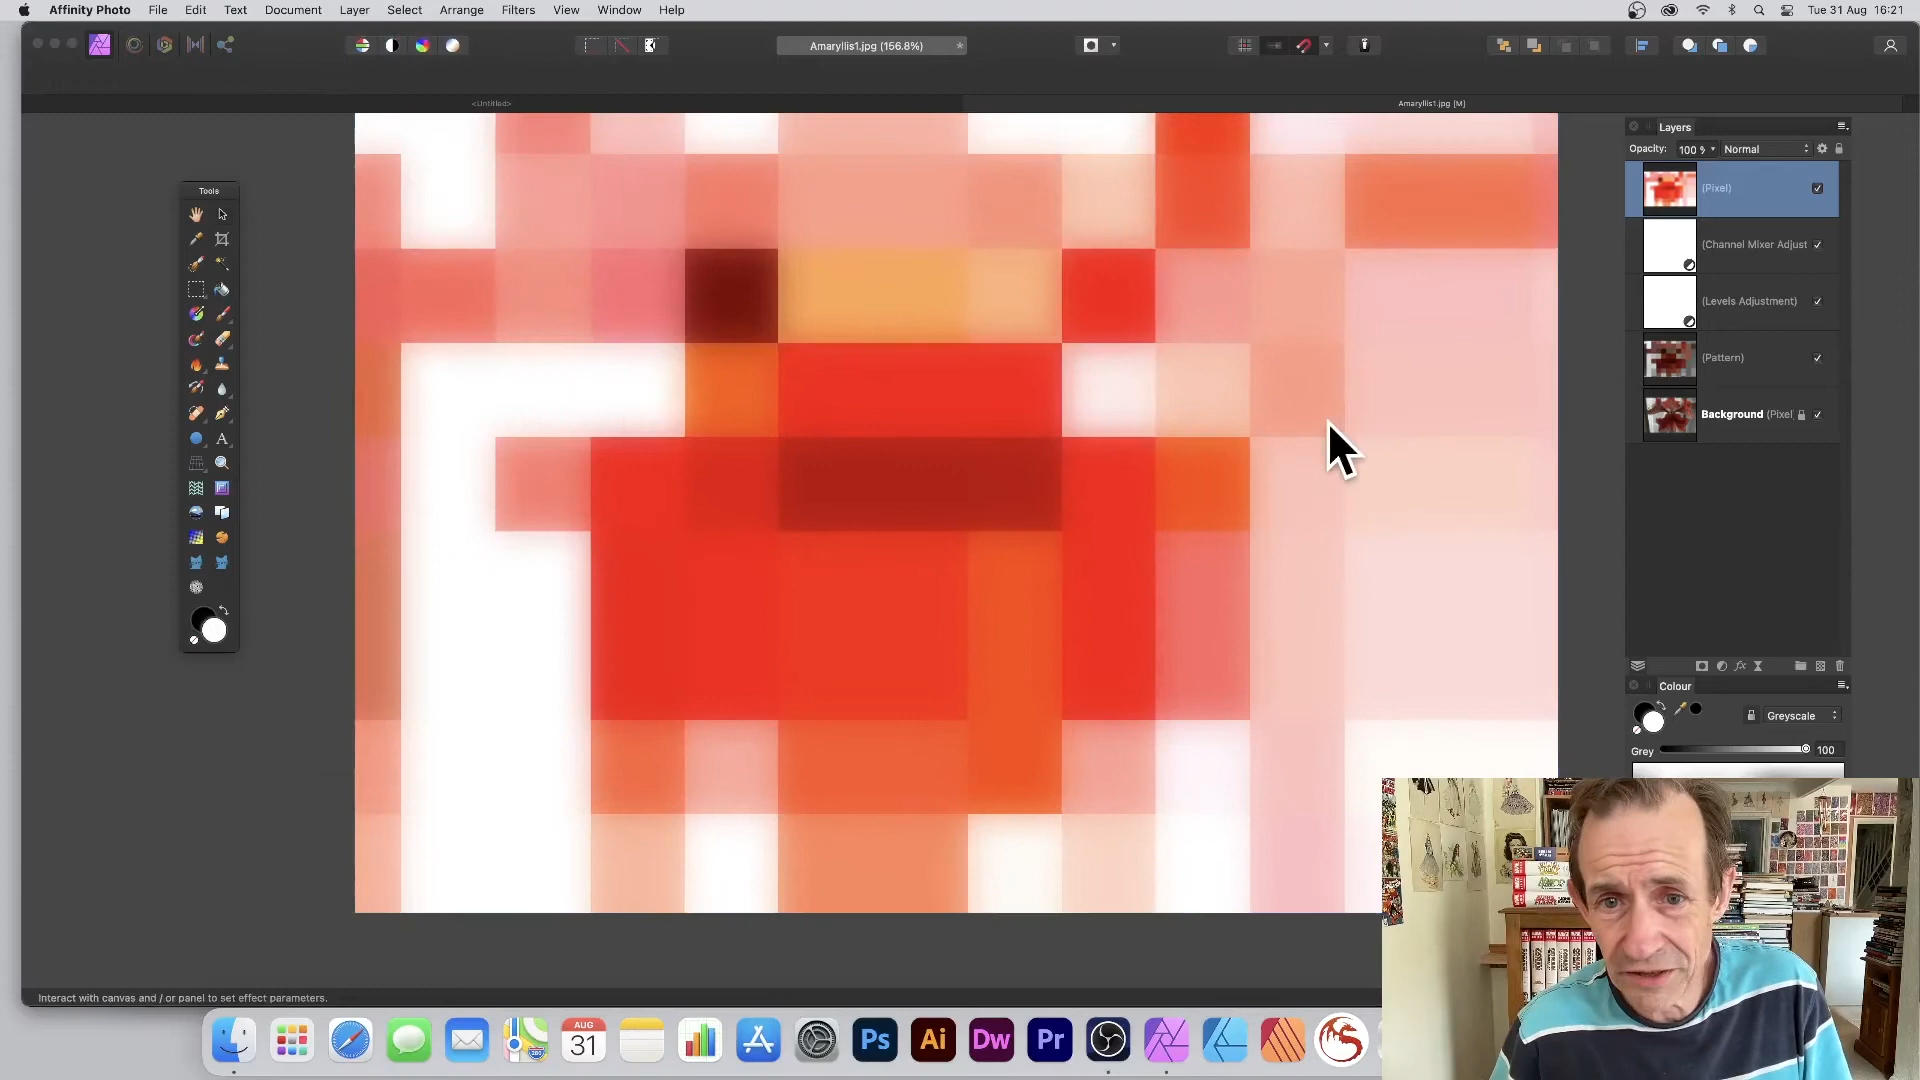 Affinity Photo File Edit Text Document Layer Select Arrange Filters View Window Help
Tue 31 Aug 16:21
Amaryllis1.jpg (156.8%)
*
<Untitled>
Amaryllis1.jpg [M]
Tools
A
Layers
Opacity: 100 % Normal
(Pixel)
(Channel Mixer Adjust
(Levels Adjustment)
(Pattern)
Background (Pixel
Colour
Greyscale
Grey 100
Interact with canvas and / or panel to set effect parameters.
AUG
31
280
Ps Ai Dw Pr